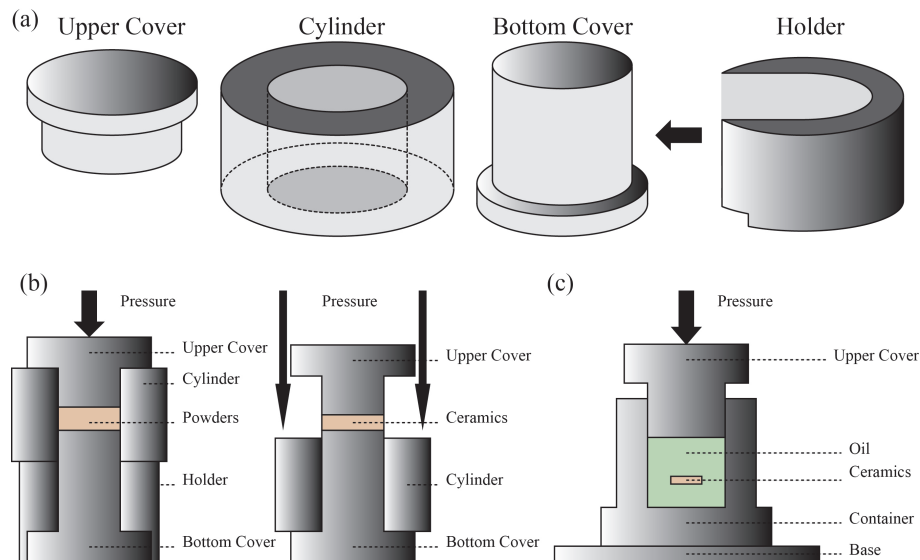 (a)
Upper Cover
Cylinder
Bottom Cover
Holder
(b)
Pressure
Upper Cover
Cylinder
Powders
Holder
Bottom Cover
Pressure
Upper Cover
Ceramics
Cylinder
Bottom Cover
(c)
Pressure
Upper Cover
Oil
Ceramics
Container
Base